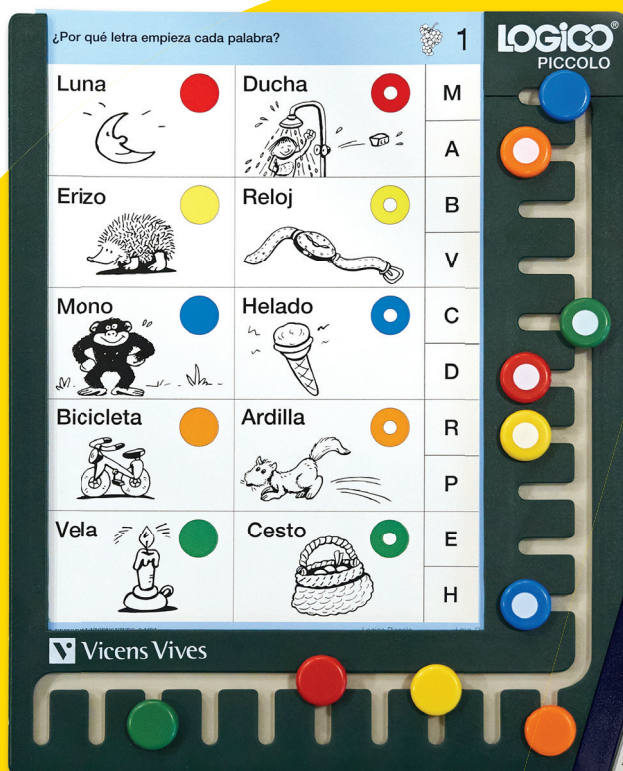 ¿Por qué letra empieza cada palabra?
1
LOGiCO
PICCOLO
Luna
Ducha
M
A
Erizo
Reloj
B
V
Mono
Helado
C
D
Bicicleta
Ardilla
R
P
Vela
Cesto
E
H
V
Vicens Vives